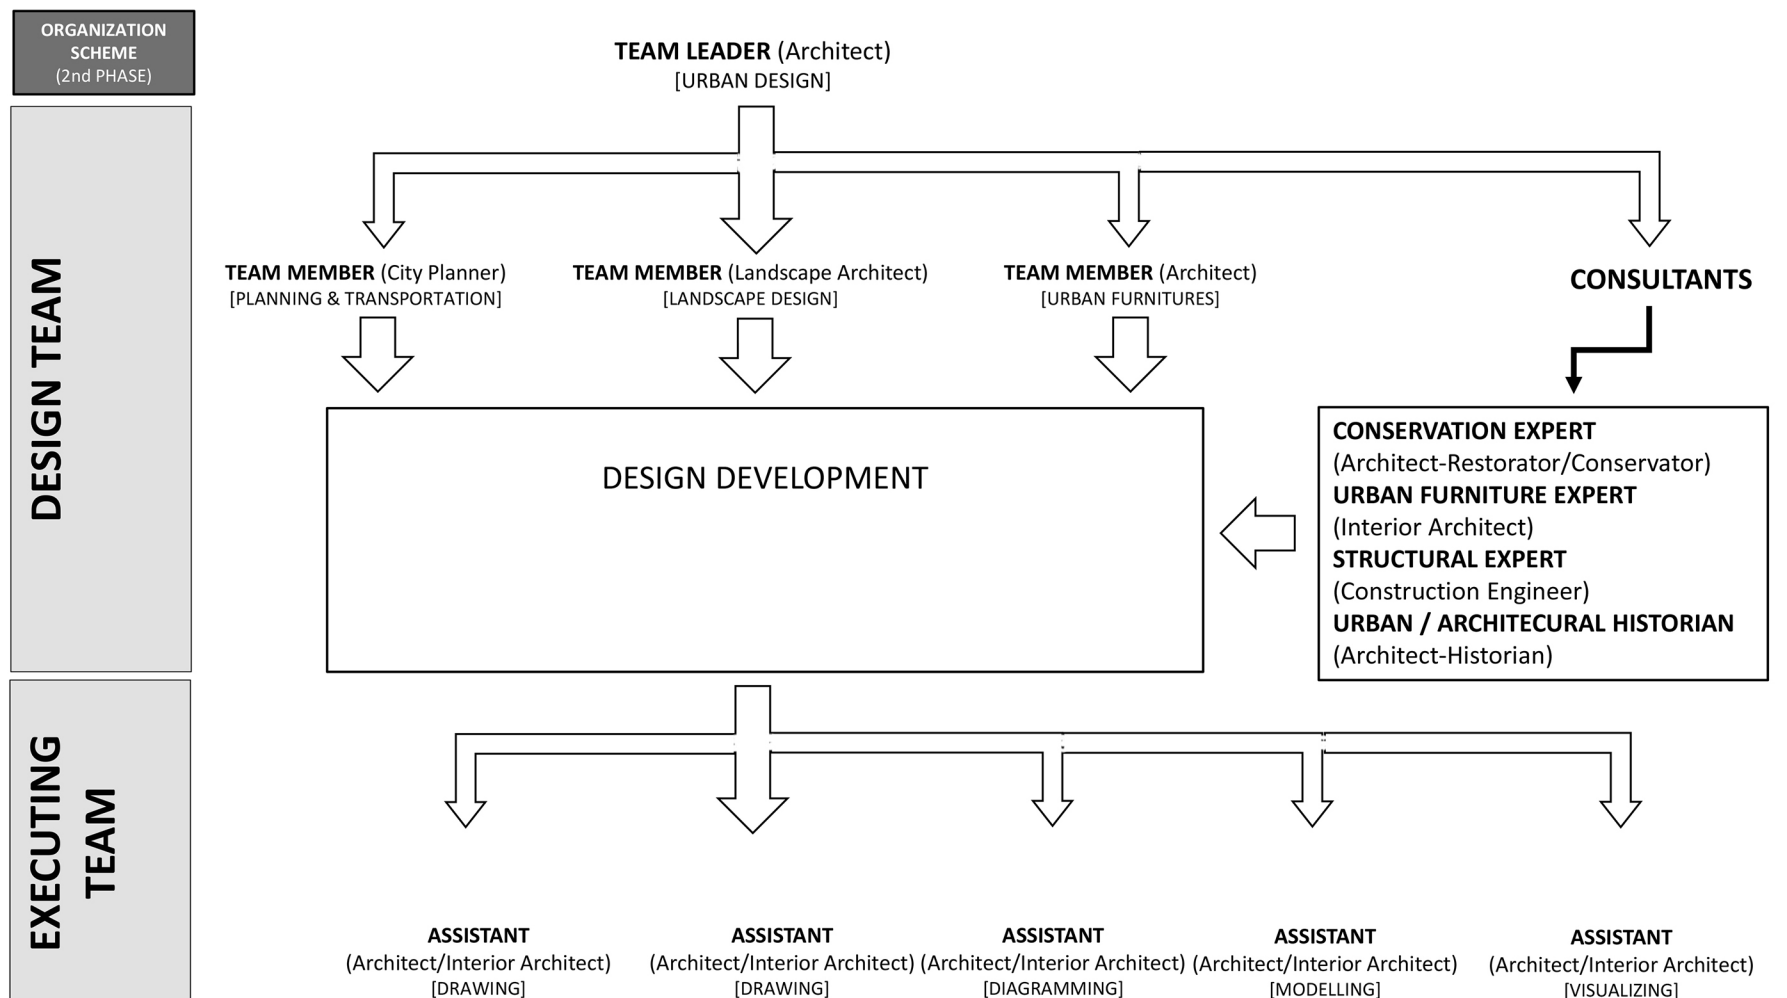 ORGANIZATION
SCHEME
(2nd PHASE)
TEAM LEADER (Architect)
[URBAN DESIGN]
DESIGN TEAM
TEAM MEMBER (City Planner)
[PLANNING & TRANSPORTATION]
TEAM MEMBER (Landscape Architect)
[LANDSCAPE DESIGN]
TEAM MEMBER (Architect)
[URBAN FURNITURES]
CONSULTANTS
DESIGN DEVELOPMENT
CONSERVATION EXPERT
(Architect-Restorator/Conservator)
URBAN FURNITURE EXPERT
(Interior Architect)
STRUCTURAL EXPERT
(Construction Engineer)
URBAN / ARCHITECURAL HISTORIAN
(Architect-Historian)
EXECUTING
TEAM
ASSISTANT
(Architect/Interior Architect)
[DRAWING]
ASSISTANT
(Architect/Interior Architect)
[DRAWING]
ASSISTANT
(Architect/Interior Architect)
[DIAGRAMMING]
ASSISTANT
(Architect/Interior Architect)
[MODELLING]
ASSISTANT
(Architect/Interior Architect)
[VISUALIZING]